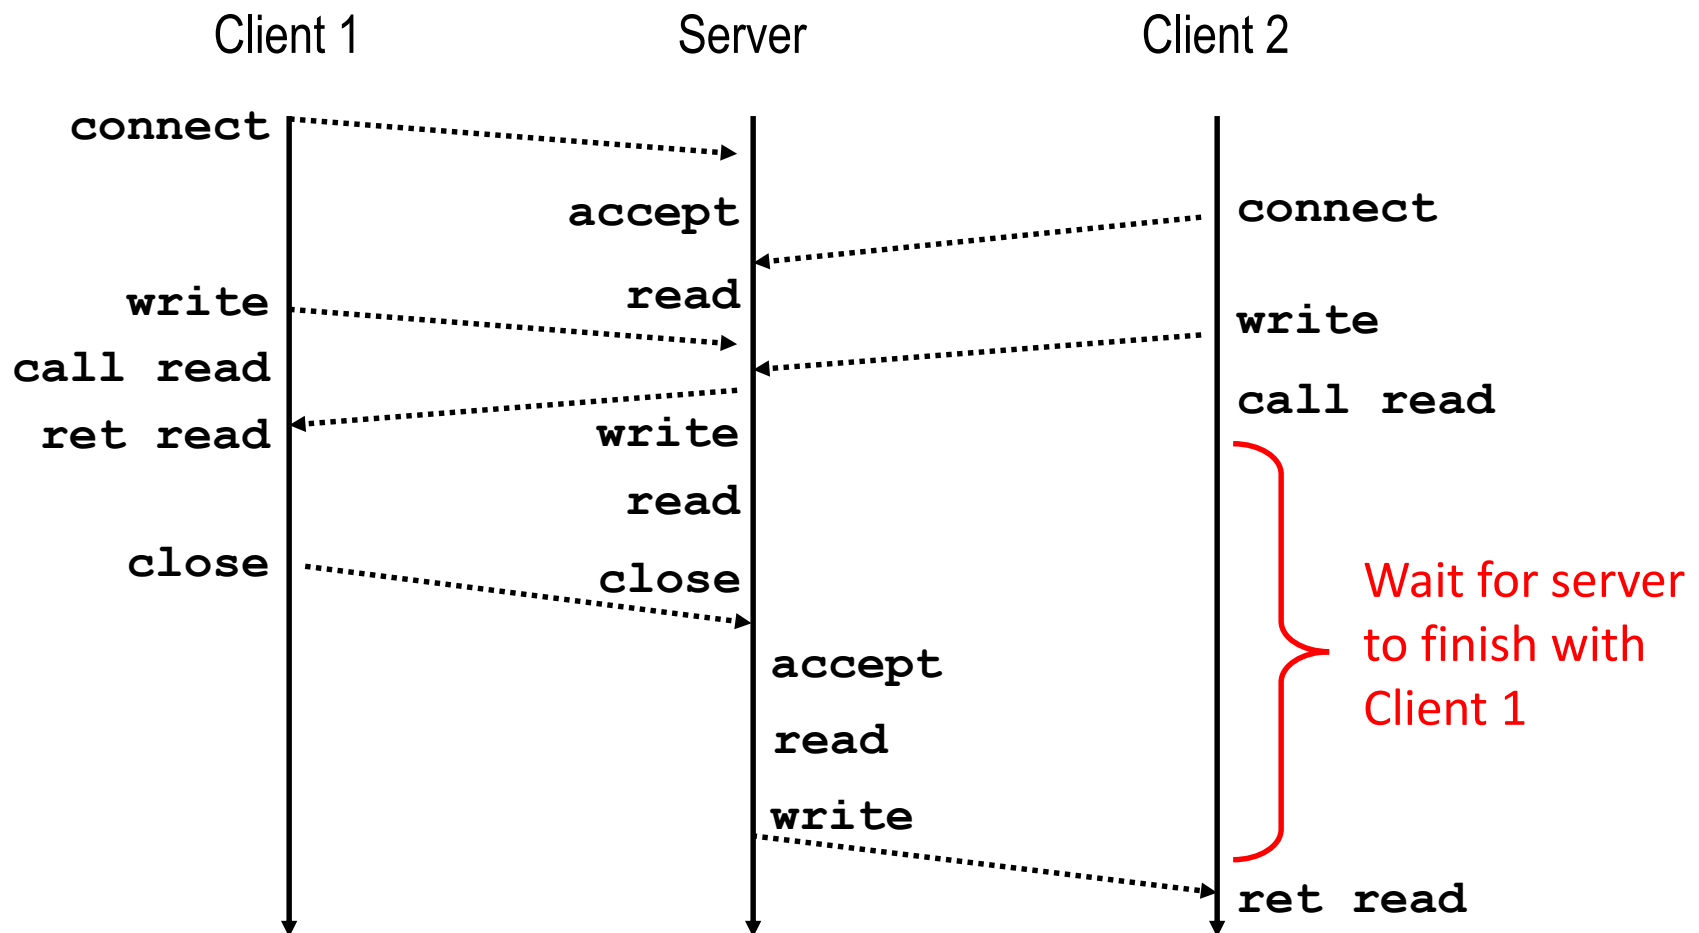 Client 1
Server
Client 2
connect
accept
connect
read
write
write
call read
call read
ret read
write
read
close
close
Wait for server
to finish with
Client 1
accept
read
write
ret read